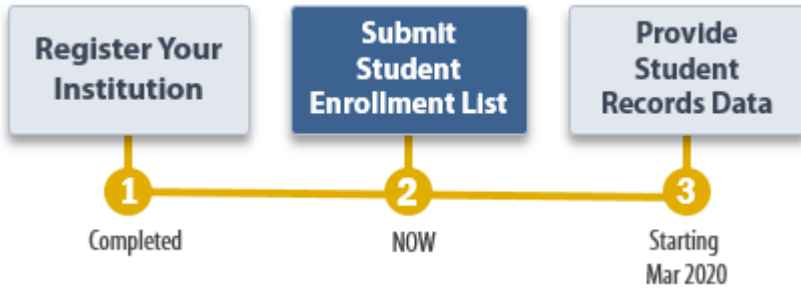 Register Your
Institution
Submit
Student
Enrollment List
Provide
Student
Records Data
1
2
3
Completed
NOW
Starting
Mar 2020